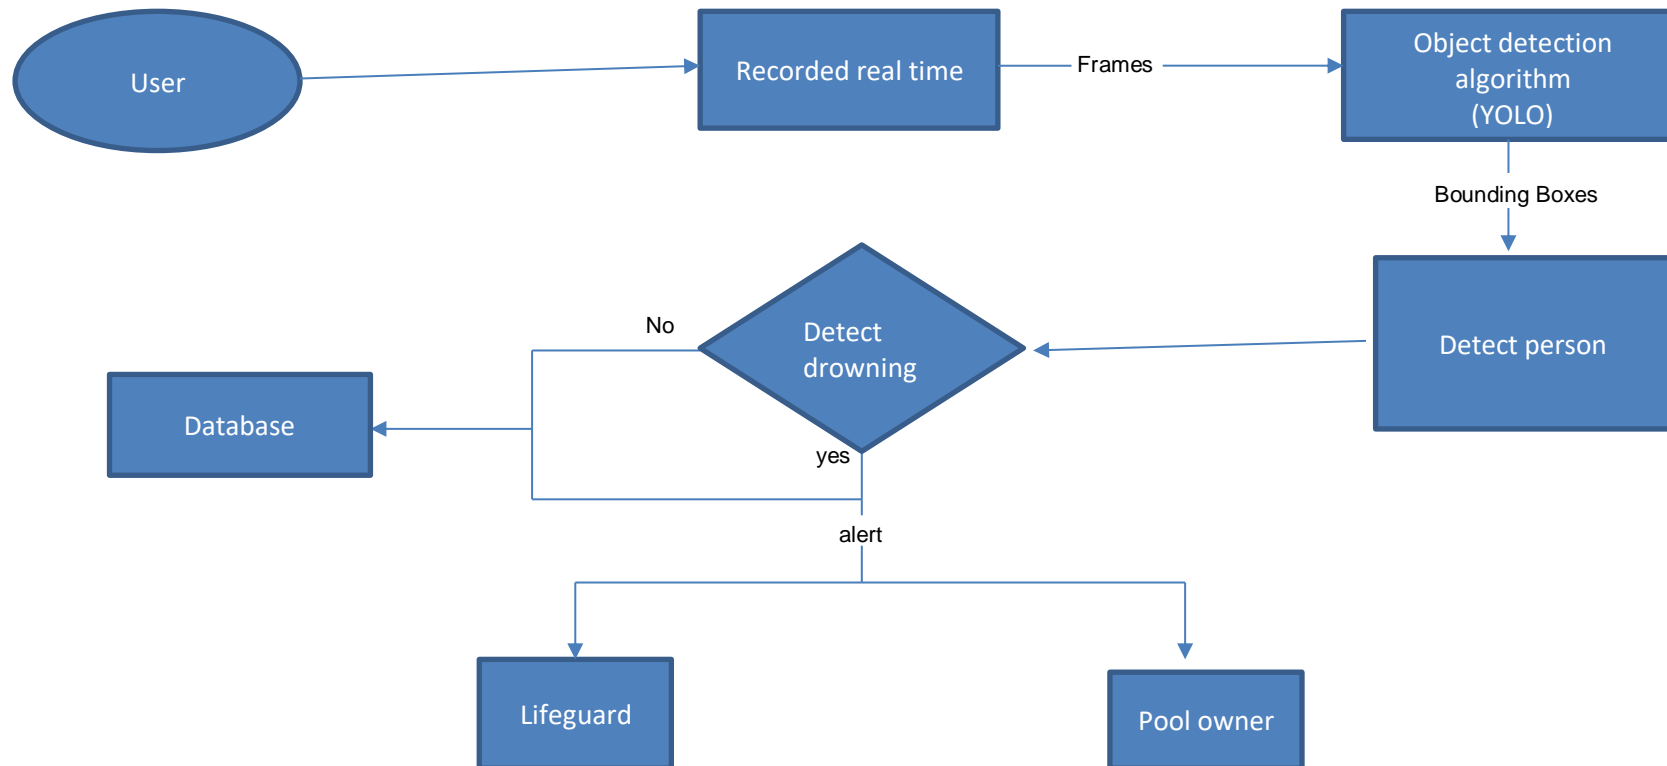 User
Recorded real time
Frames
Object detection
algorithm
(YOLO)
Bounding Boxes
Detect person
Detect
drowning
No
Database
yes
alert
Lifeguard
Pool owner